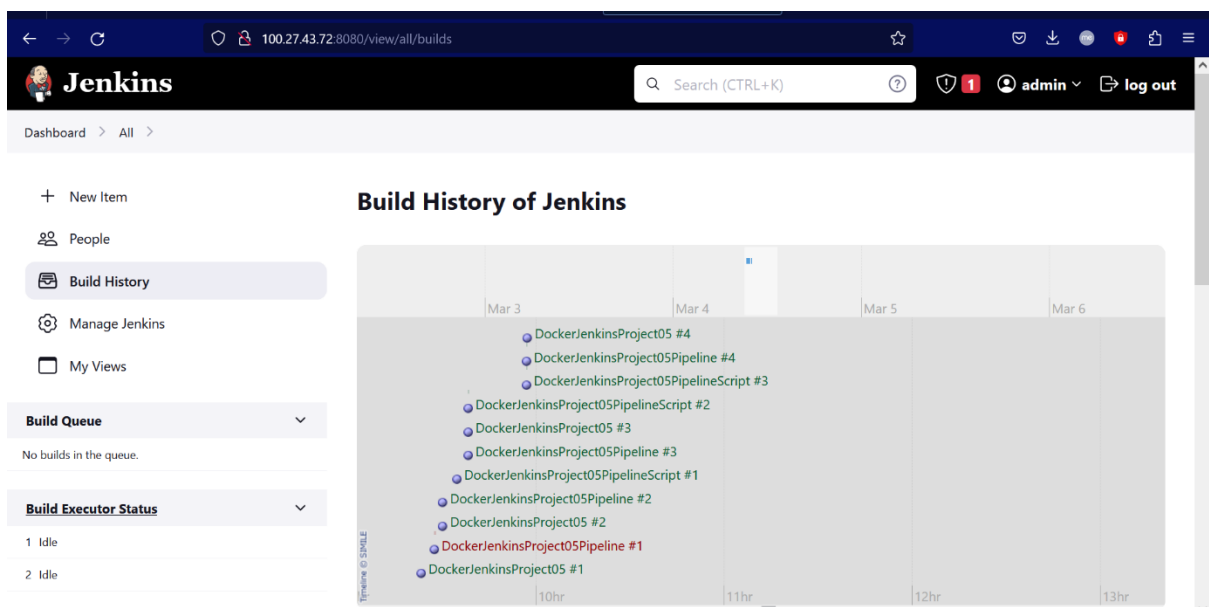 100.27.43.72:8080/view/all/builds
me
Jenkins
Search (CTRL+K)
?
1
admin
log out
Dashboard > All >
New Item
People
Build History
Manage Jenkins
My Views
Build Queue
No builds in the queue.
Build Executor Status
1 Idle
2 Idle
Build History of Jenkins
Mar 3
Mar 4
Mar 5
Mar 6
DockerJenkinsProject05 #4
DockerJenkinsProject05Pipeline #4
DockerJenkinsProject05PipelineScript #3
DockerJenkinsProject05PipelineScript #2
DockerJenkinsProject05 #3
DockerJenkinsProject05Pipeline #3
DockerJenkinsProject05PipelineScript #1
DockerJenkinsProject05Pipeline #2
DockerJenkinsProject05 #2
DockerJenkinsProject05Pipeline #1
DockerJenkinsProject05 #1
Timeline © SIMILE
10hr
11hr
12hr
13hr